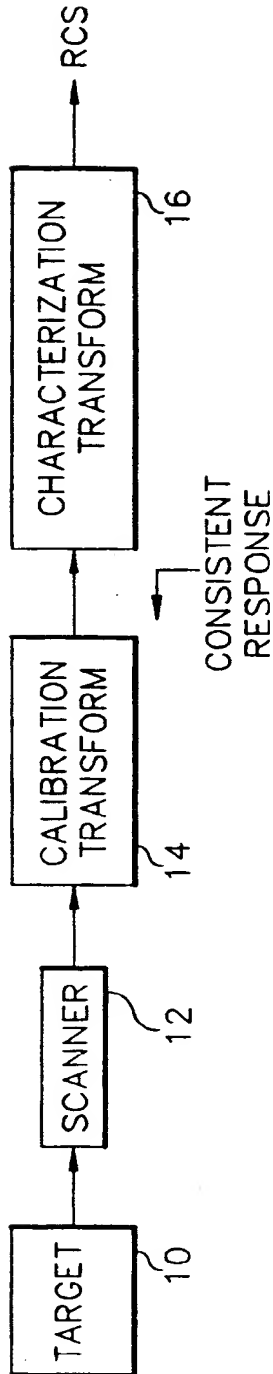 TARGET
10
SCANNER
12
CALIBRATION
TRANSFORM
14
CONSISTENT
RESPONSE
CHARACTERIZATION
TRANSFORM
16
RCS